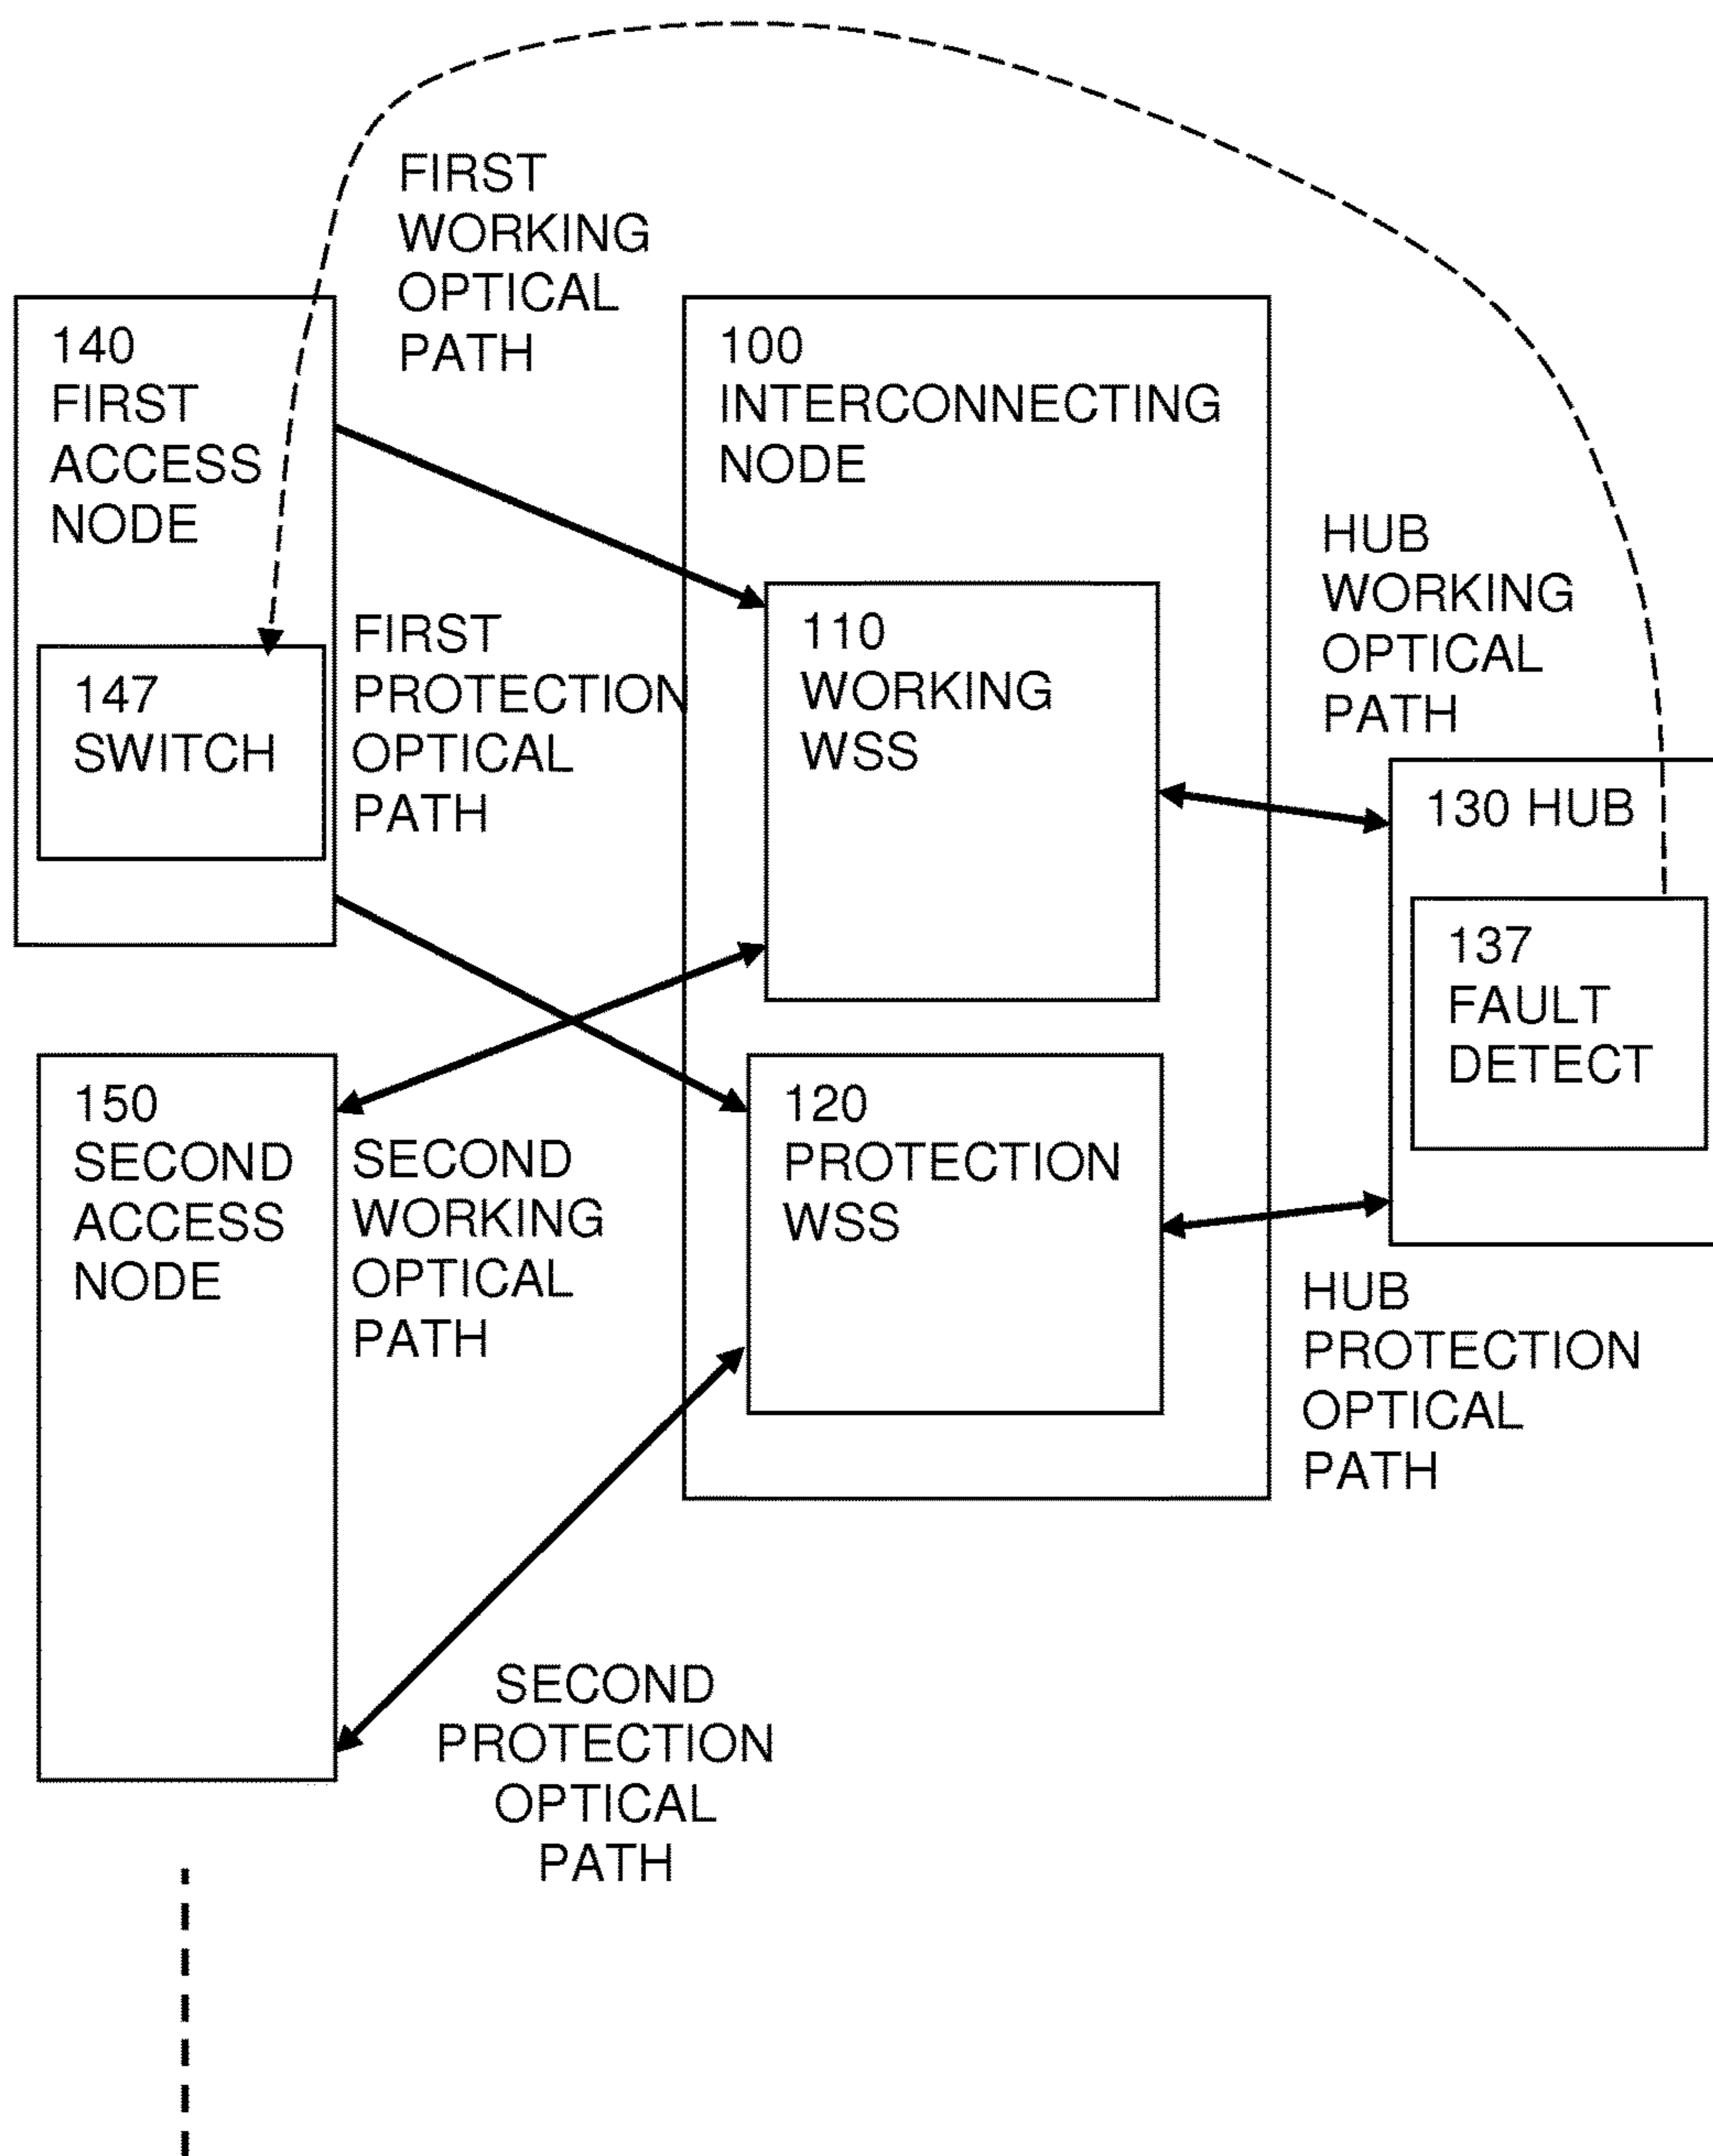 FIRST
WORKING
OPTICAL
PATH
140
FIRST
ACCESS
NODE
100
INTERCONNECTING
NODE
147
SWITCH
FIRST
PROTECTION
OPTICAL
PATH
110
WORKING
WSS
HUB
WORKING
OPTICAL
PATH
130 HUB
137
FAULT
DETECT
150
SECOND
ACCESS
NODE
SECOND
WORKING
OPTICAL
PATH
120
PROTECTION
WSS
HUB
PROTECTION
OPTICAL
PATH
SECOND
PROTECTION
OPTICAL
PATH